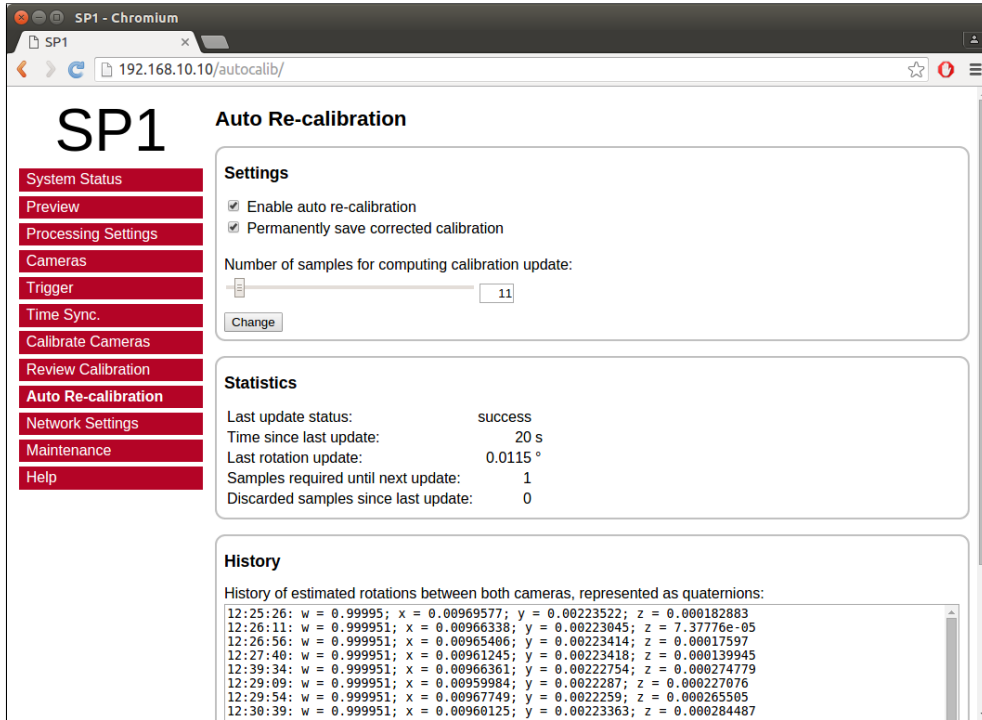 SP1 - Chromium
SP1
192.168.10.10/autocalib/
SP1
System Status
Preview
Processing Settings
Cameras
Trigger
Time Sync.
Calibrate Cameras
Review Calibration
Auto Re-calibration
Network Settings
Maintenance
Help
Auto Re-calibration
Settings
Enable auto re-calibration
Permanently save corrected calibration
Number of samples for computing calibration update:
11
Change
Statistics
Last update status: success
Time since last update: 20 s
Last rotation update: 0.0115 °
Samples required until next update: 1
Discarded samples since last update: 0
History
History of estimated rotations between both cameras, represented as quaternions:
12:25:26: w = 0.99995; x = 0.00969577; y = 0.00223522; z = 0.000182883
12:26:11: w = 0.999951; x = 0.00966338; y = 0.00223045; z = 7.37776e-05
12:26:56: w = 0.999951; x = 0.00965406; y = 0.00223414; z = 0.00017597
12:27:40: w = 0.999951; x = 0.00961245; y = 0.00223418; z = 0.000139945
12:39:34: w = 0.999951; x = 0.00966361; y = 0.00222754; z = 0.000274779
12:29:09: w = 0.999951; x = 0.00959984; y = 0.0022287; z = 0.000227076
12:29:54: w = 0.999951; x = 0.00967749; y = 0.0022259; z = 0.000265505
12:30:39: w = 0.999951; x = 0.00960125; y = 0.00223363; z = 0.000284487